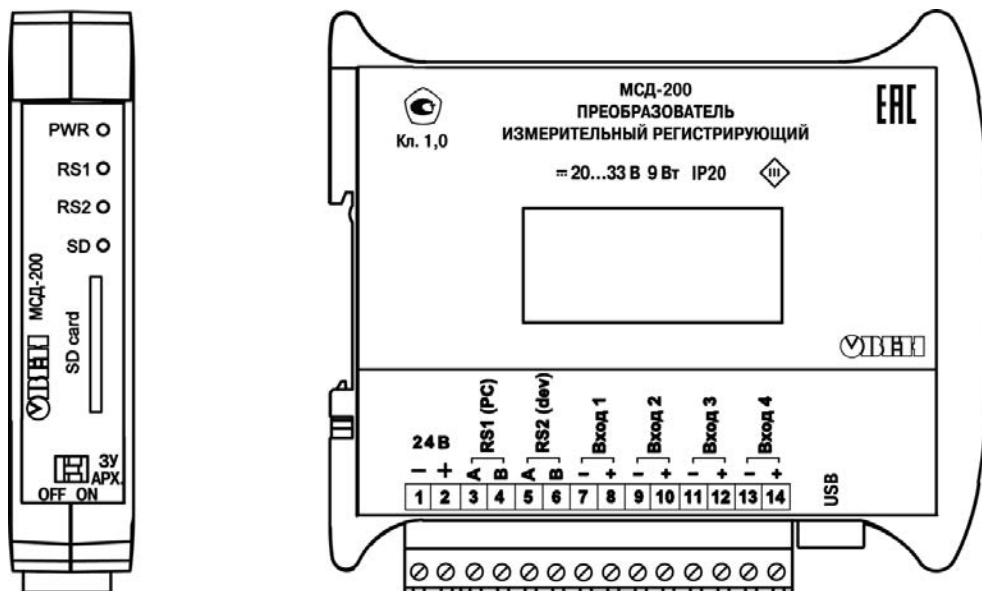 PWR
RS1
RS2
SD
МСД-200
SD card
ОВЕН
ЗУ
АРХ.
OFF ON
Кл. 1,0
МСД-200
ПРЕОБРАЗОВАТЕЛЬ
ИЗМЕРИТЕЛЬНЫЙ РЕГИСТРИРУЮЩИЙ
20...33 В 9 Вт IP20
III
ЕАС
ОВЕН
24 В
RS1 (PC)
RS2 (dev)
Вход 1
Вход 2
Вход 3
Вход 4
− + A B A B − + − + − + − +
1 2 3 4 5 6 7 8 9 10 11 12 13 14
USB